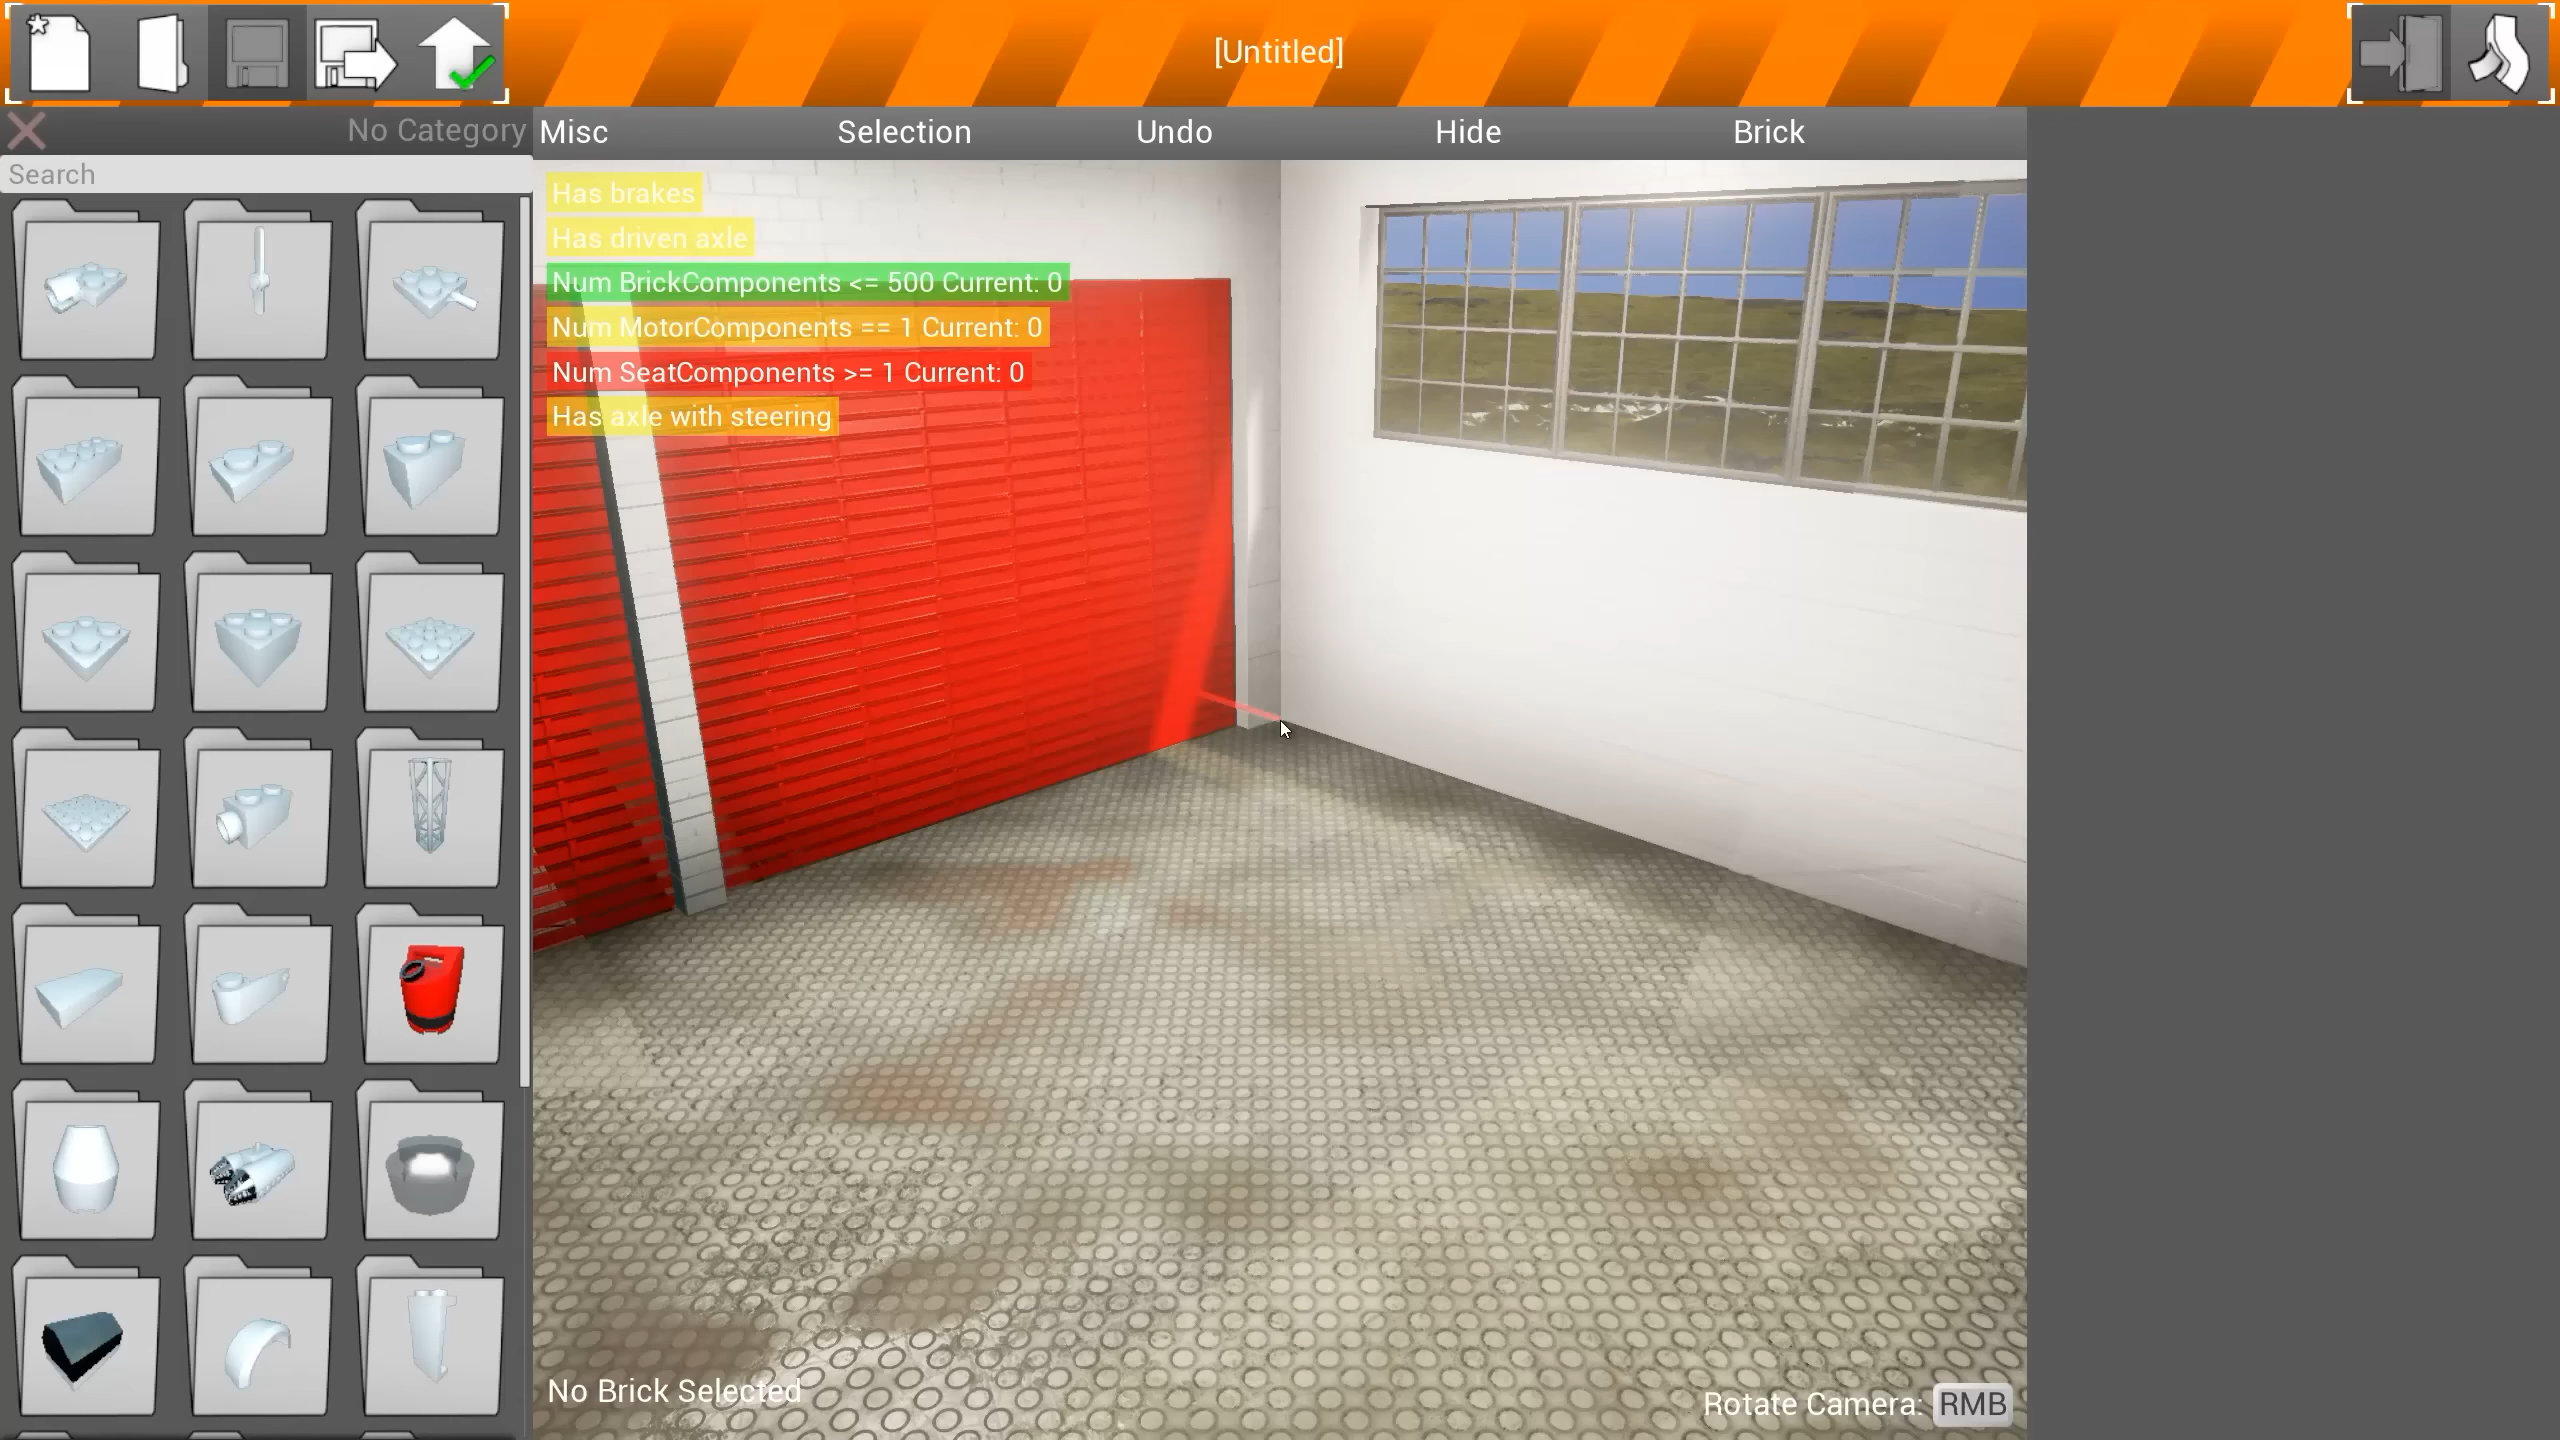 [Untitled]
No Category
Misc
Selection
Undo
Hide
Brick
Search
Has brakes
Has driven axle
Num BrickComponents <= 500 Current: 0
Num MotorComponents == 1 Current: 0
Num SeatComponents >= 1 Current: 0
Has axle with steering
No Brick Selected
Rotate Camera: RMB